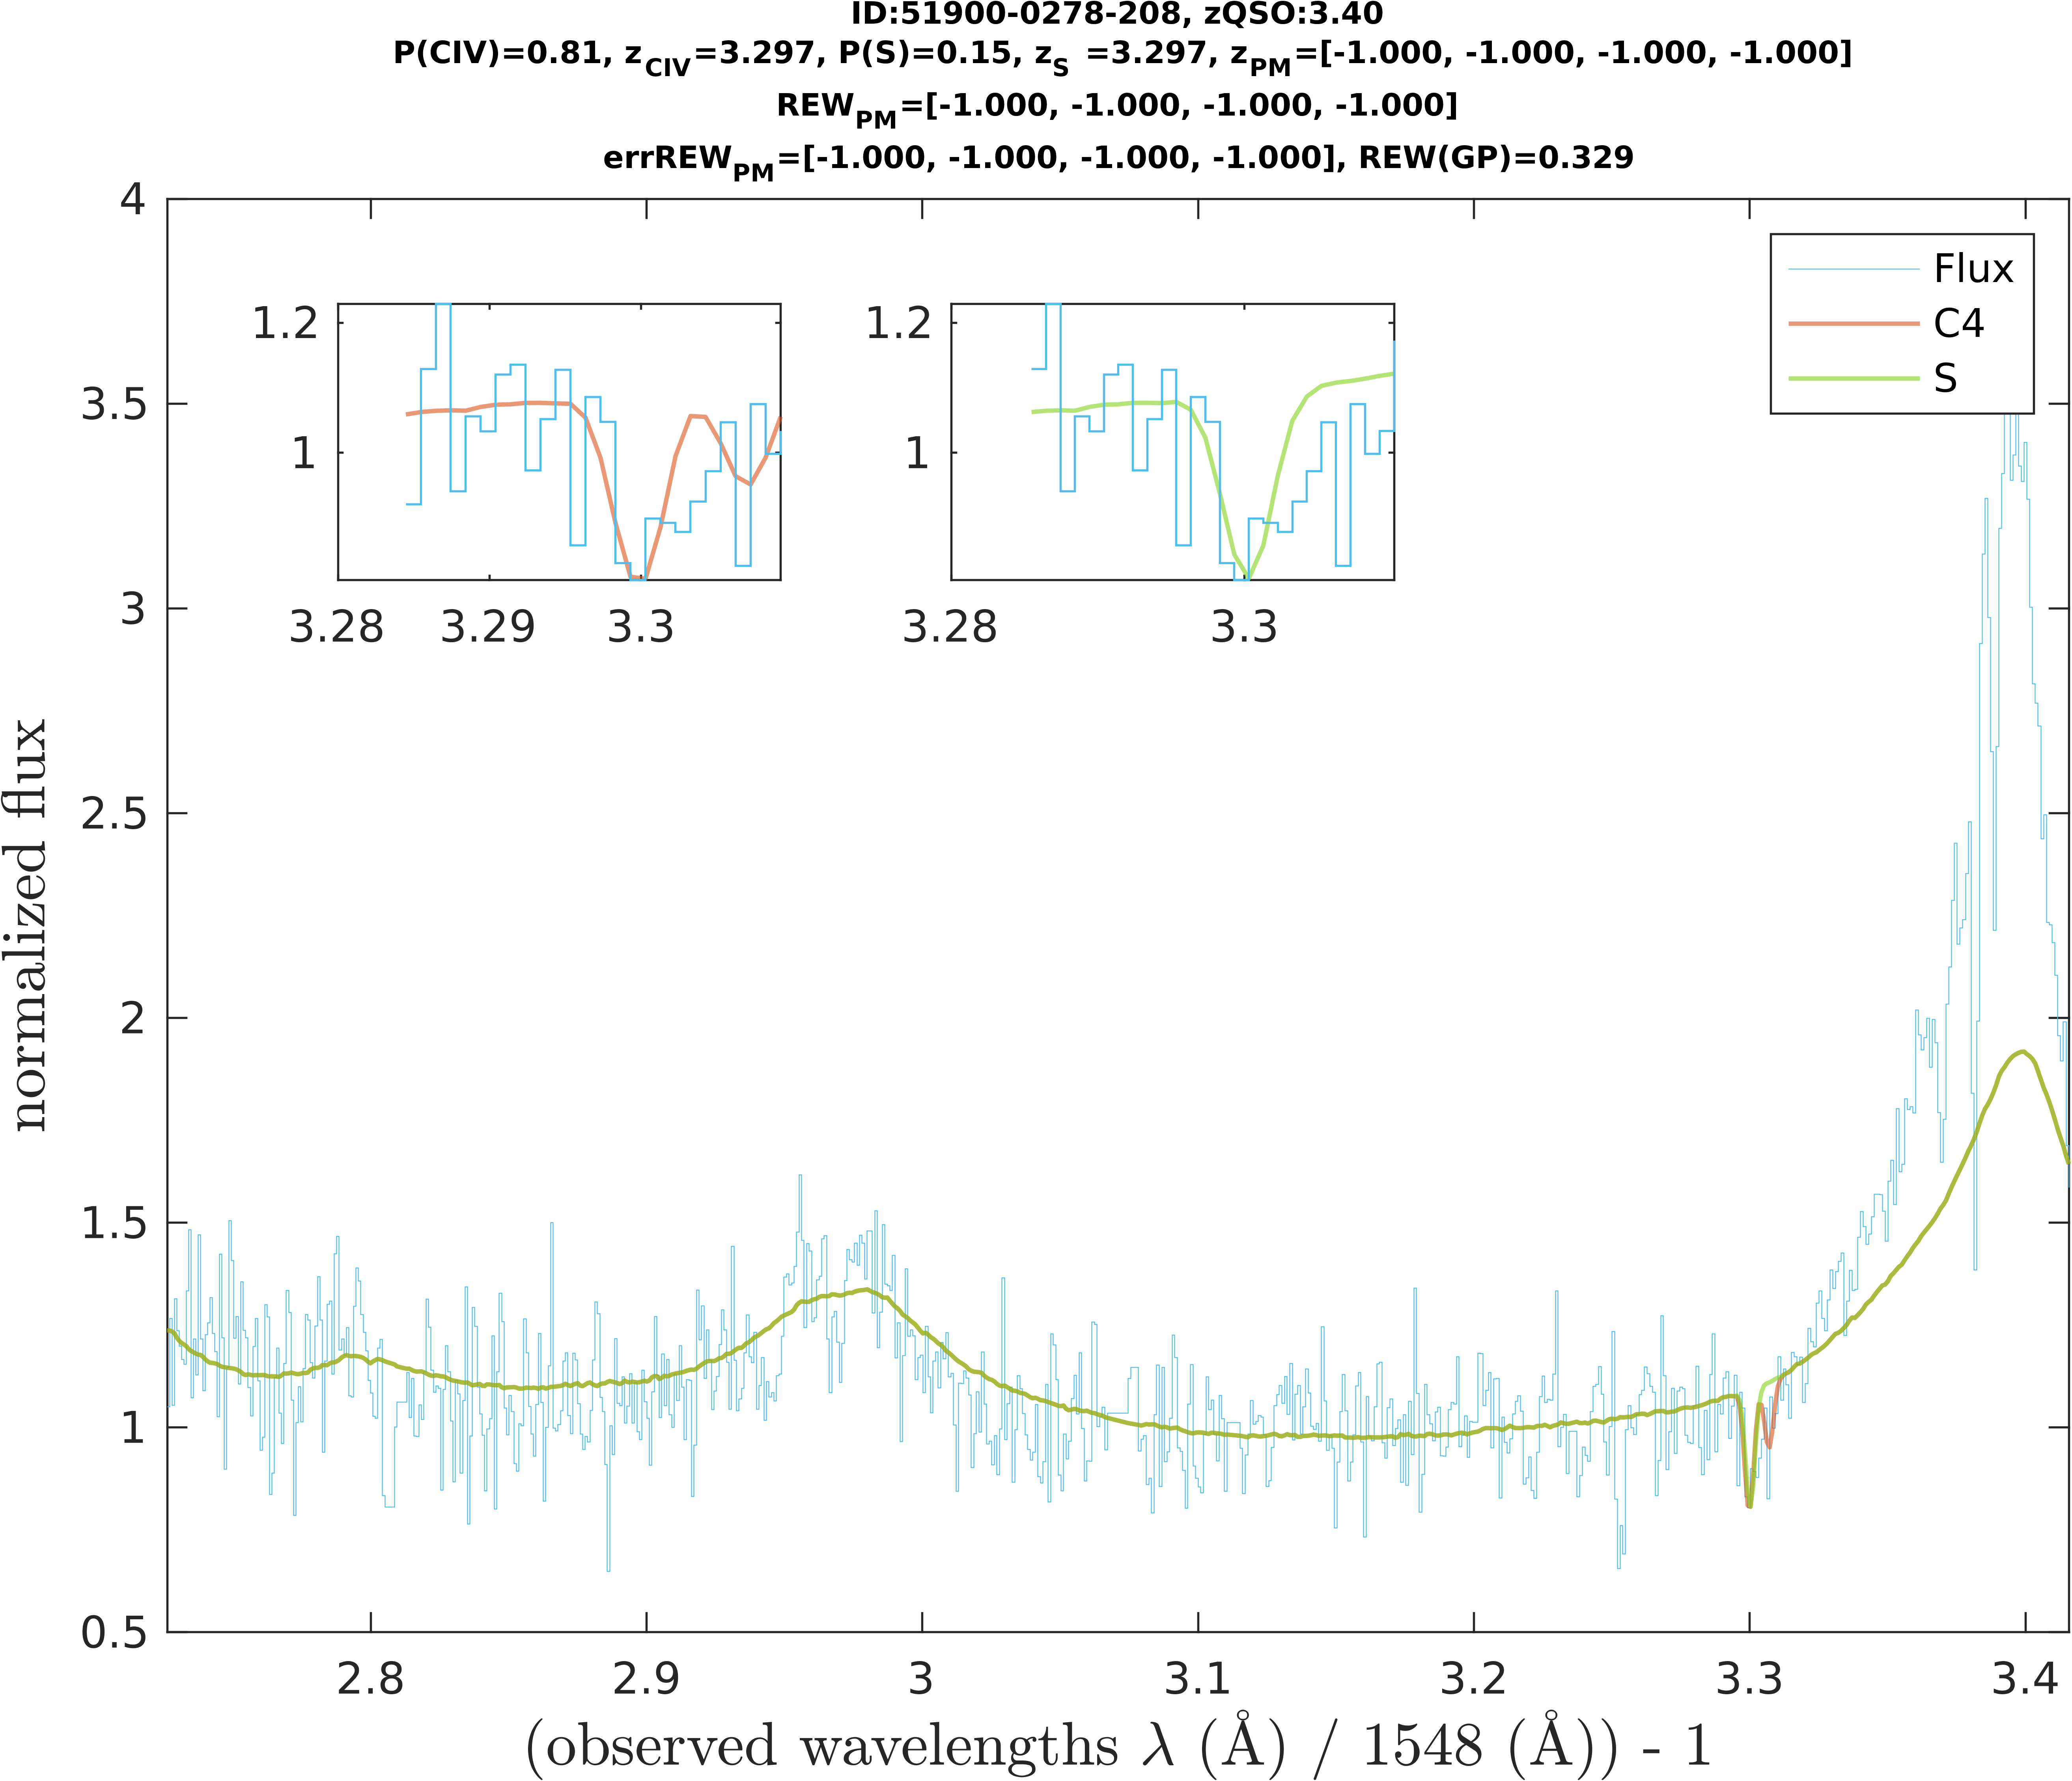 ID:51900-0278-208, zQSO:3.40
P(CIV)=0.81, zCIV=3.297, P(S)=0.15, zS =3.297, zPM=[-1.000, -1.000, -1.000, -1.000]
REWPM=[-1.000, -1.000, -1.000, -1.000]
errREWPM=[-1.000, -1.000, -1.000, -1.000], REW(GP)=0.329
4
3.5
3
2.5
2
1.5
1
0.5
normalized flux
1.2
1
3.28 3.29 3.3
1.2
1
3.28 3.3
Flux
C4
S
2.8 2.9 3 3.1 3.2 3.3 3.4
(observed wavelengths λ (Å) / 1548 (Å)) - 1